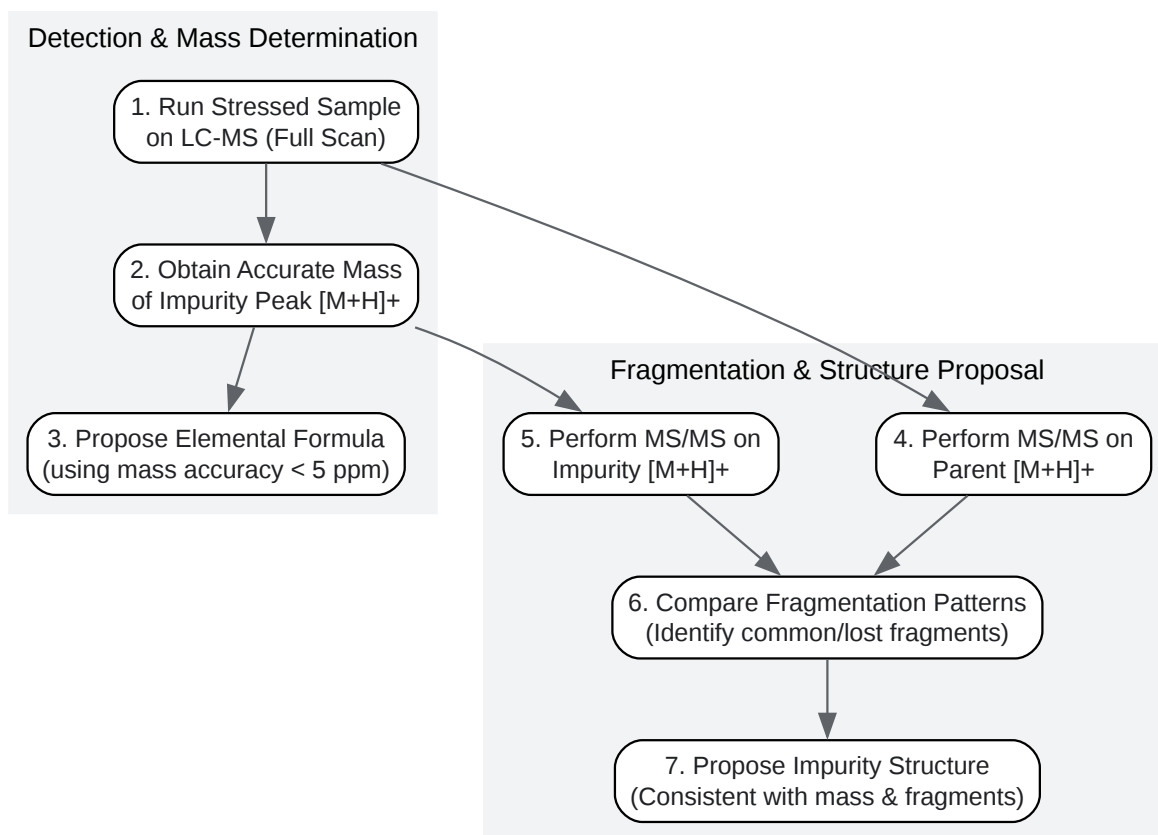 Detection & Mass Determination
1. Run Stressed Sample
on LC-MS (Full Scan)
2. Obtain Accurate Mass
of Impurity Peak [M+H]+
3. Propose Elemental Formula
(using mass accuracy < 5 ppm)
Fragmentation & Structure Proposal
5. Perform MS/MS on
Impurity [M+H]+
4. Perform MS/MS on
Parent [M+H]+
6. Compare Fragmentation Patterns
(Identify common/lost fragments)
7. Propose Impurity Structure
(Consistent with mass & fragments)